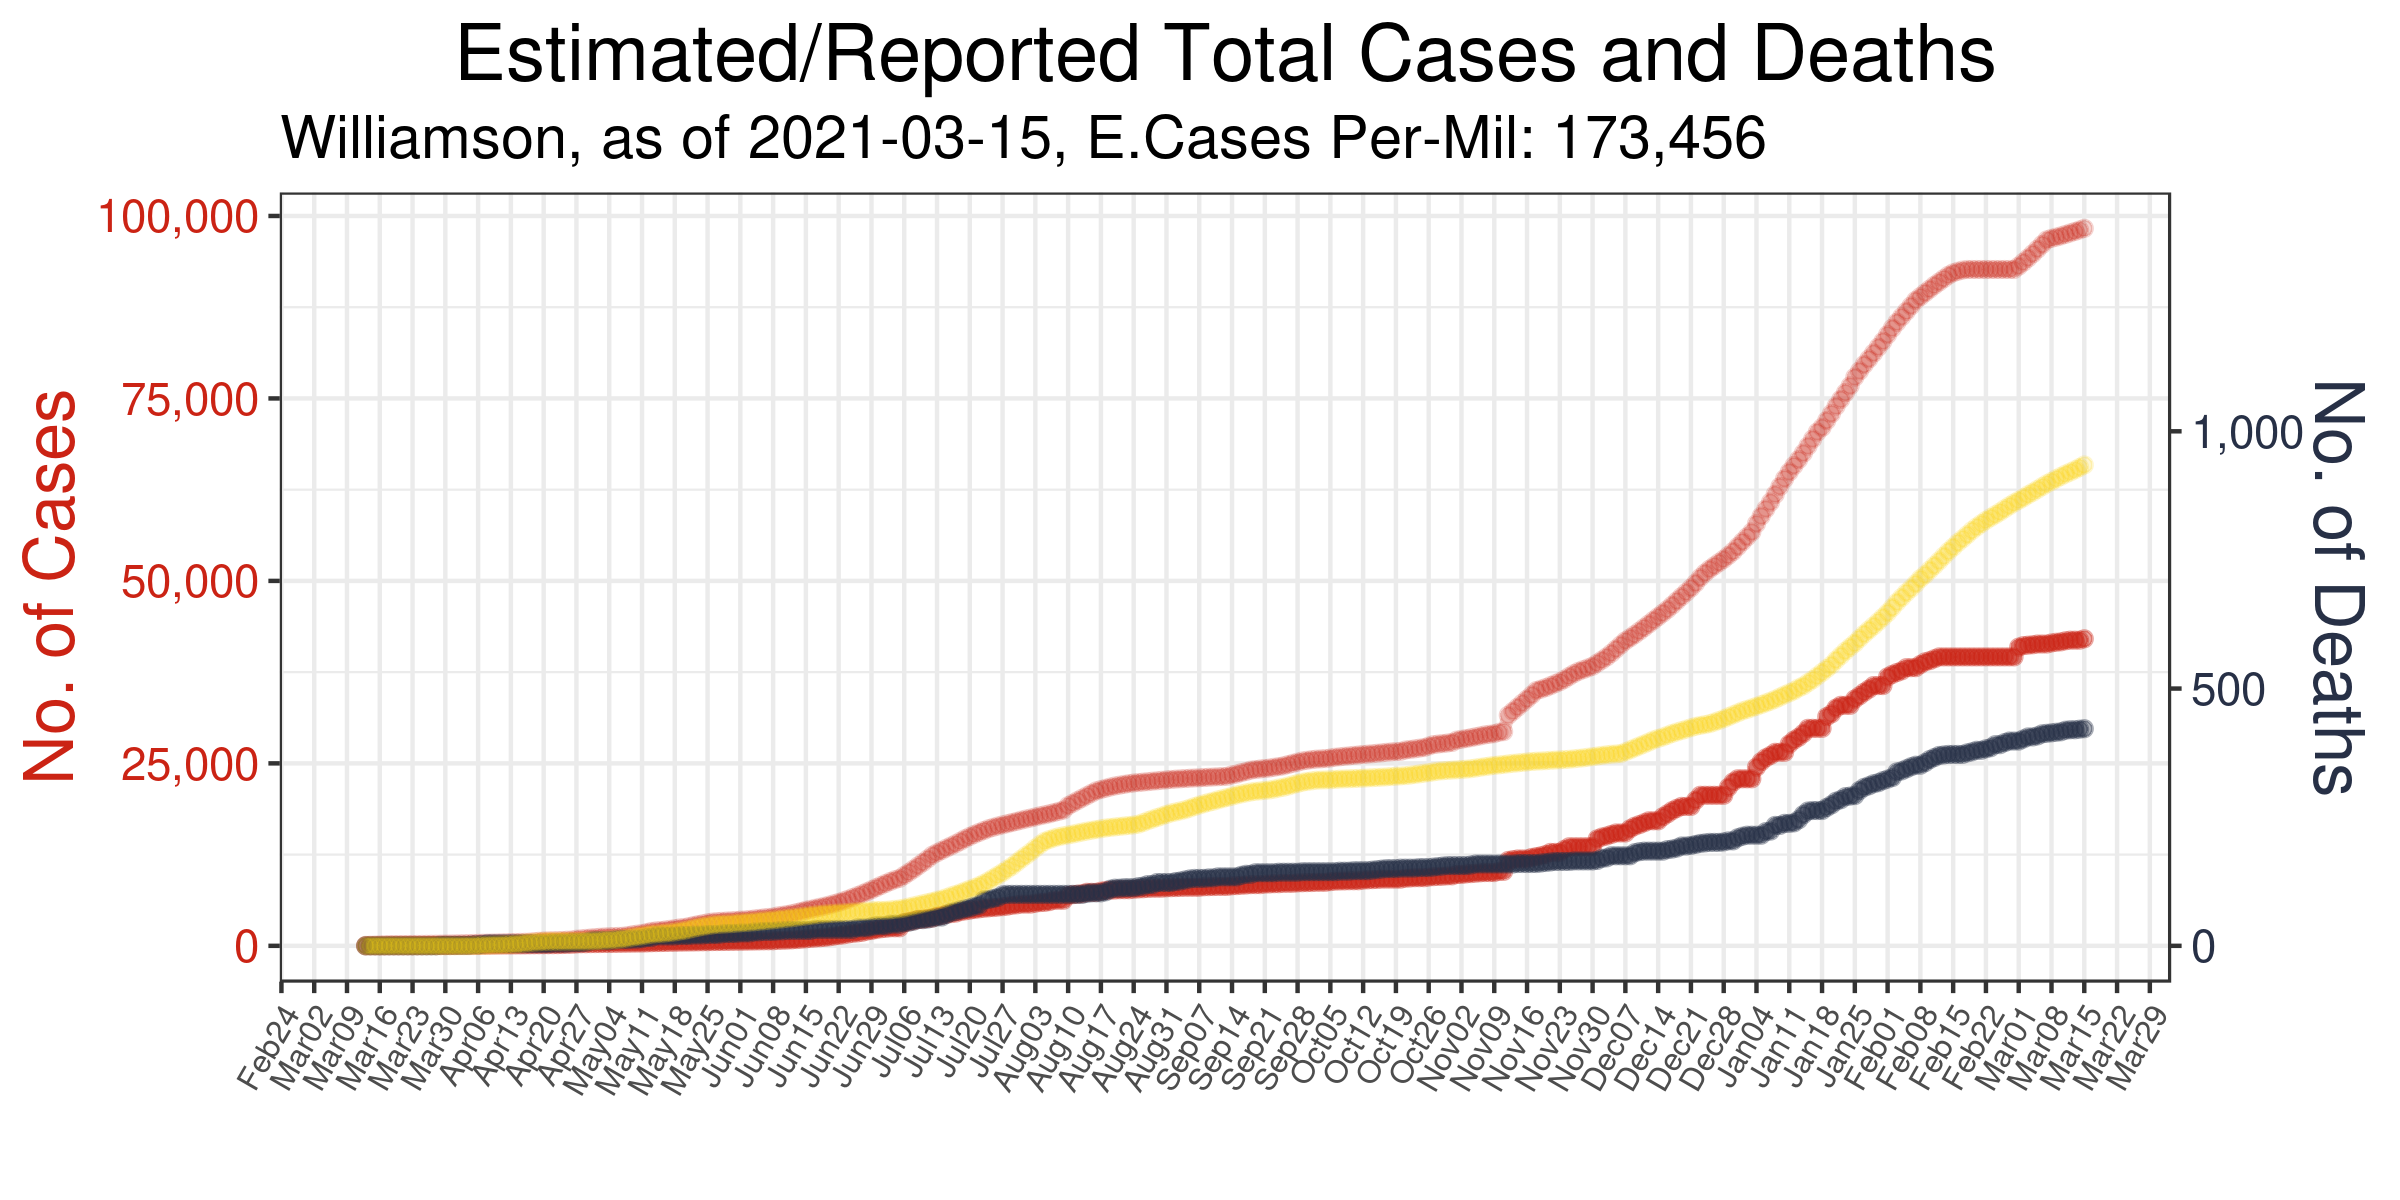 Estimated/Reported Total Cases and Deaths
Williamson, as of 2021-03-15, E.Cases Per-Mil: 173,456
No. of Cases
100,000
75,000
50,000
25,000
0
No. of Deaths
1,000
500
0
Feb24
Mar02
Mar09
Mar16
Mar23
Mar30
Apr06
Apr13
Apr20
Apr27
May04
May11
May18
May25
Jun01
Jun08
Jun15
Jun22
Jun29
Jul06
Jul13
Jul20
Jul27
Aug03
Aug10
Aug17
Aug24
Aug31
Sep07
Sep14
Sep21
Sep28
Oct05
Oct12
Oct19
Oct26
Nov02
Nov09
Nov16
Nov23
Nov30
Dec07
Dec14
Dec21
Dec28
Jan04
Jan11
Jan18
Jan25
Feb01
Feb08
Feb15
Feb22
Mar01
Mar08
Mar15
Mar22
Mar29